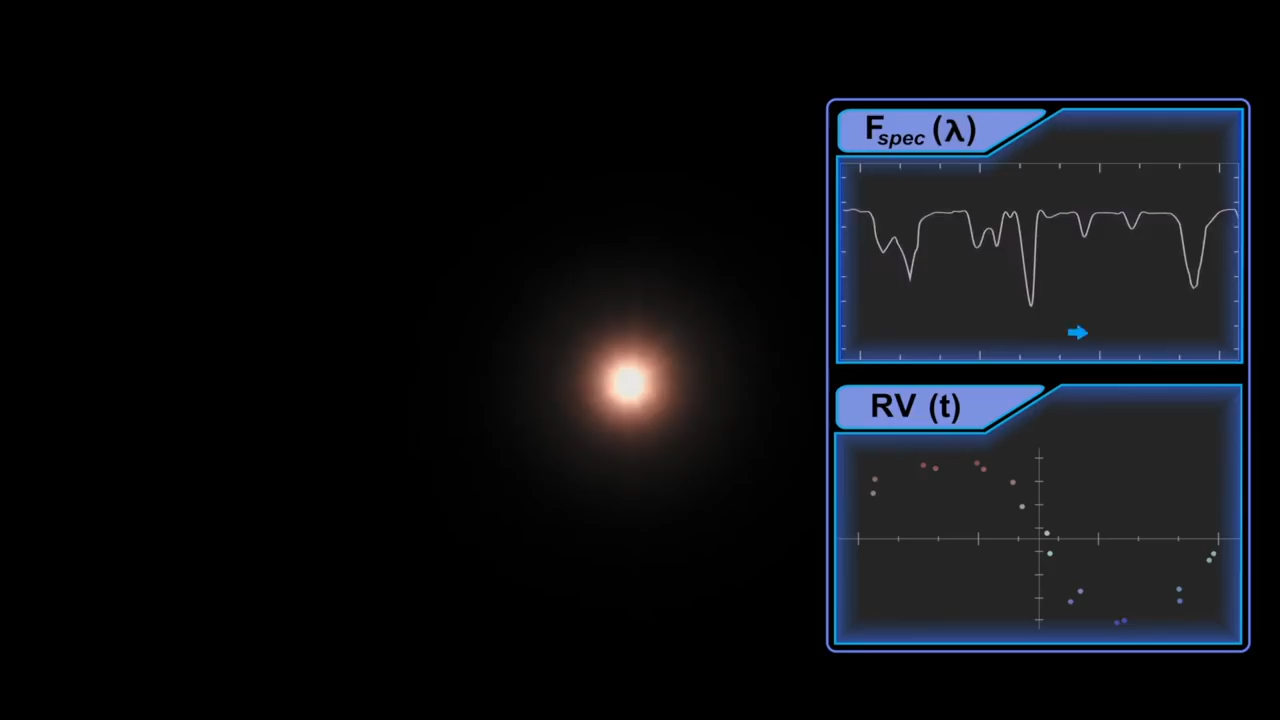 Fspec (λ)
RV (t)